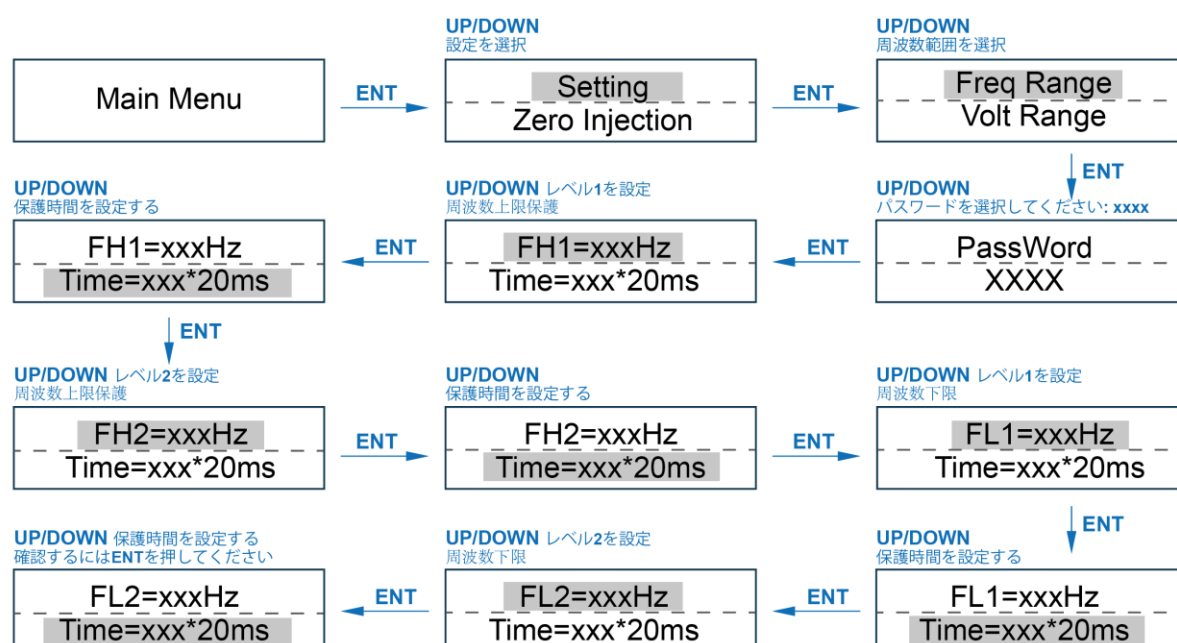 Main Menu
ENT
UP/DOWN
設定を選択
Setting
Zero Injection
ENT
UP/DOWN
周波数範囲を選択
Freq Range
Volt Range
ENT
UP/DOWN
パスワードを選択してください: xxxx
PassWord
XXXX
ENT
UP/DOWN レベル1を設定
周波数上限保護
FH1=xxxHz
Time=xxx*20ms
ENT
UP/DOWN
保護時間を設定する
FH1=xxxHz
Time=xxx*20ms
ENT
UP/DOWN レベル2を設定
周波数上限保護
FH2=xxxHz
Time=xxx*20ms
ENT
UP/DOWN
保護時間を設定する
FH2=xxxHz
Time=xxx*20ms
ENT
UP/DOWN レベル1を設定
周波数下限
FL1=xxxHz
Time=xxx*20ms
ENT
UP/DOWN
保護時間を設定する
FL1=xxxHz
Time=xxx*20ms
ENT
UP/DOWN レベル2を設定
周波数下限
FL2=xxxHz
Time=xxx*20ms
ENT
UP/DOWN 保護時間を設定する
確認するにはENTを押してください
FL2=xxxHz
Time=xxx*20ms